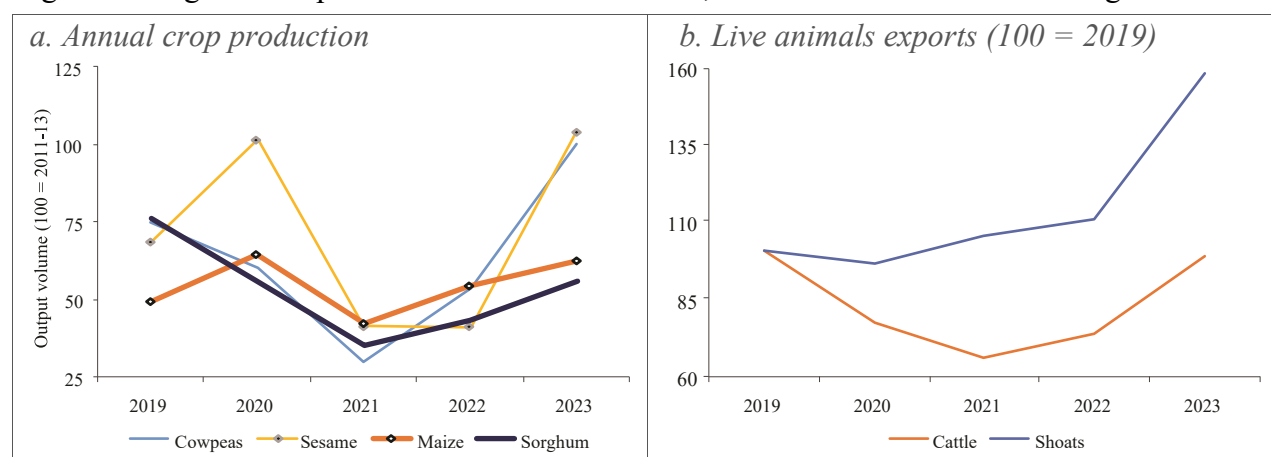 a. Annual crop production
Output volume (100 = 2011-13)
125
100
75
50
25
2019 2020 2021 2022 2023
Cowpeas Sesame Maize Sorghum
b. Live animals exports (100 = 2019)
160
135
110
85
60
2019 2020 2021 2022 2023
Cattle Shoats